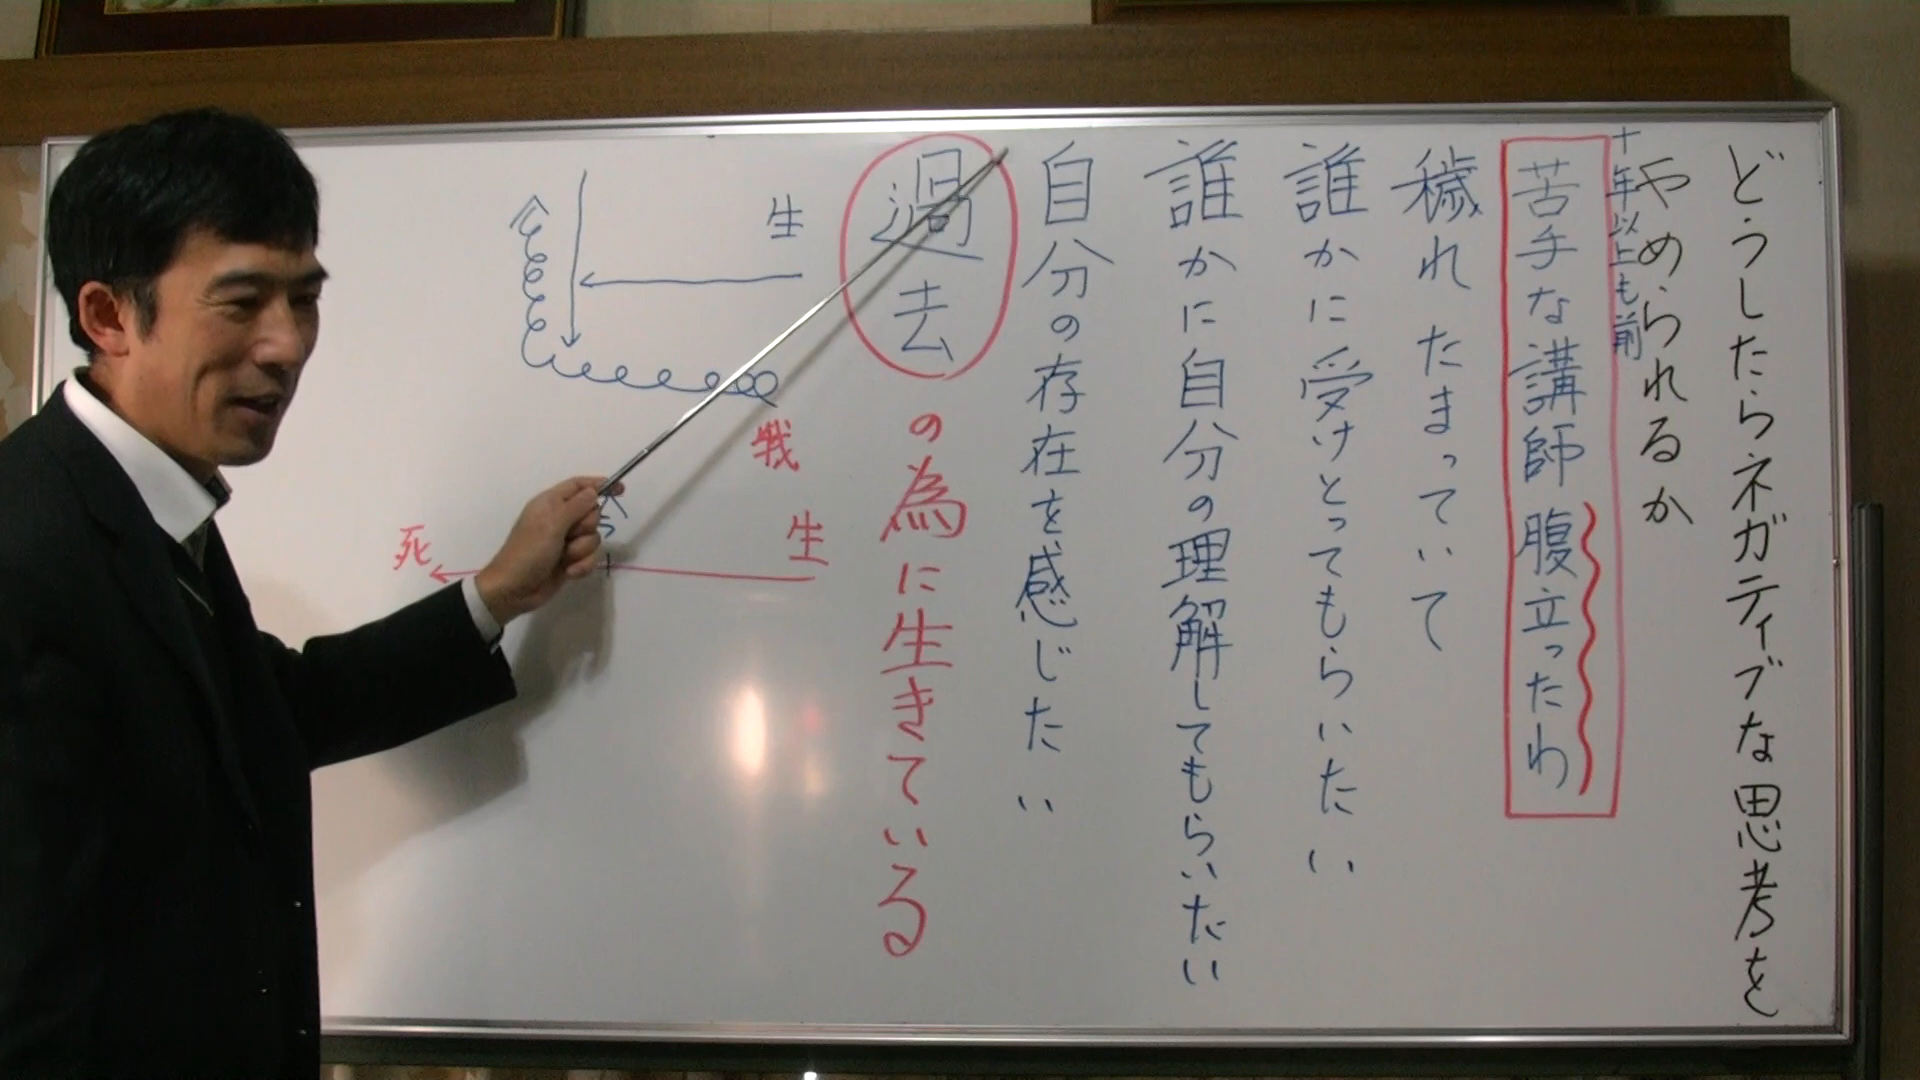 どうしたらネガティブな思考を
やめられるか
十年以上も前
苦手な講師 腹立ったわ
穢れ たまっていて
誰かに受けとってもらいたい
誰かに自分の理解してもらいたい
自分の存在を感じたい
過去の為に生きている
生
我
生
今
死